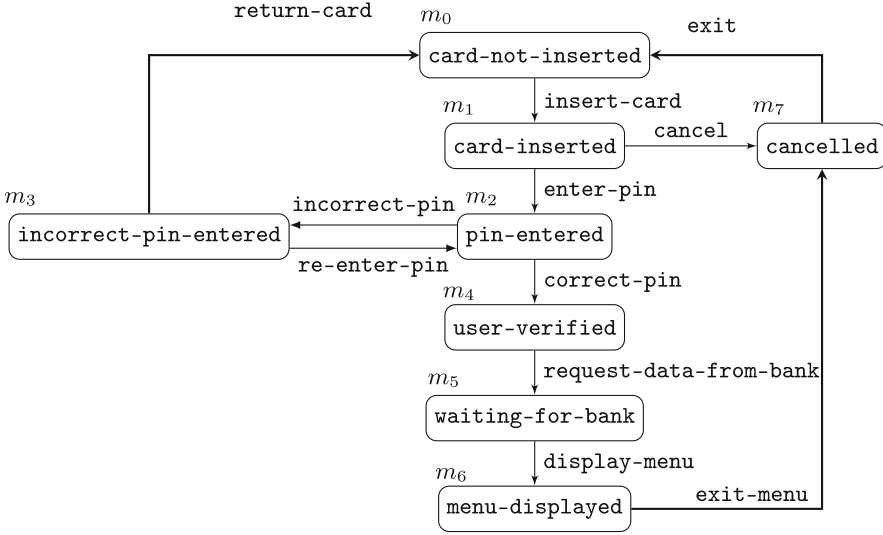 return-card
m₀
exit
card-not-inserted
insert-card
m₁
m₇
cancel
card-inserted
cancelled
enter-pin
m₃
incorrect-pin
m₂
incorrect-pin-entered
pin-entered
re-enter-pin
correct-pin
m₄
user-verified
request-data-from-bank
m₅
waiting-for-bank
display-menu
m₆
exit-menu
menu-displayed